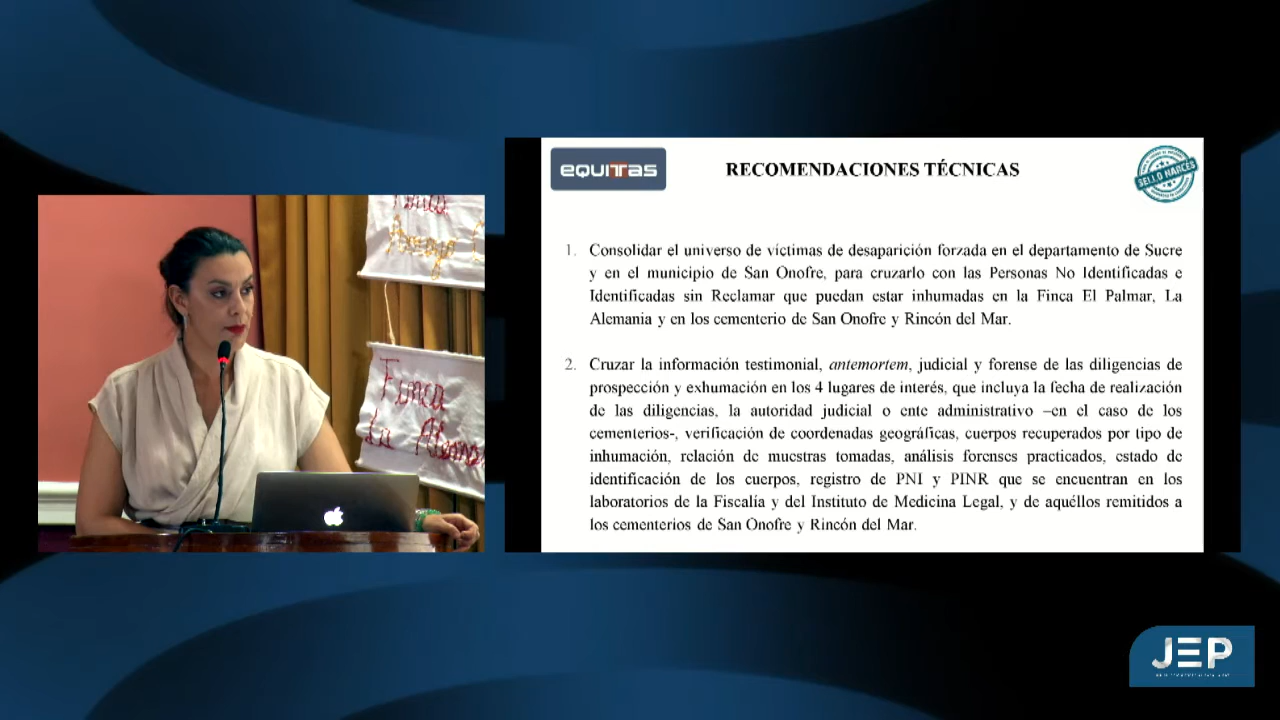 EQUITAS
RECOMENDACIONES TÉCNICAS
SELLO NARCÉS
1. Consolidar el universo de víctimas de desaparición forzada en el departamento de Sucre
y en el municipio de San Onofre, para cruzarlo con las Personas No Identificadas e
Identificadas sin Reclamar que puedan estar inhumadas en la Finca El Palmar, La
Alemania y en los cementerio de San Onofre y Rincón del Mar.
2. Cruzar la información testimonial, antemortem, judicial y forense de las diligencias de
prospección y exhumación en los 4 lugares de interés, que incluya la fecha de realización
de las diligencias, la autoridad judicial o ente administrativo –en el caso de los
cementerios-, verificación de coordenadas geográficas, cuerpos recuperados por tipo de
inhumación, relación de muestras tomadas, análisis forenses practicados, estado de
identificación de los cuerpos, registro de PNI y PINR que se encuentran en los
laboratorios de la Fiscalía y del Instituto de Medicina Legal, y de aquéllos remitidos a
los cementerios de San Onofre y Rincón del Mar.
Finca
La Aleman
JEP